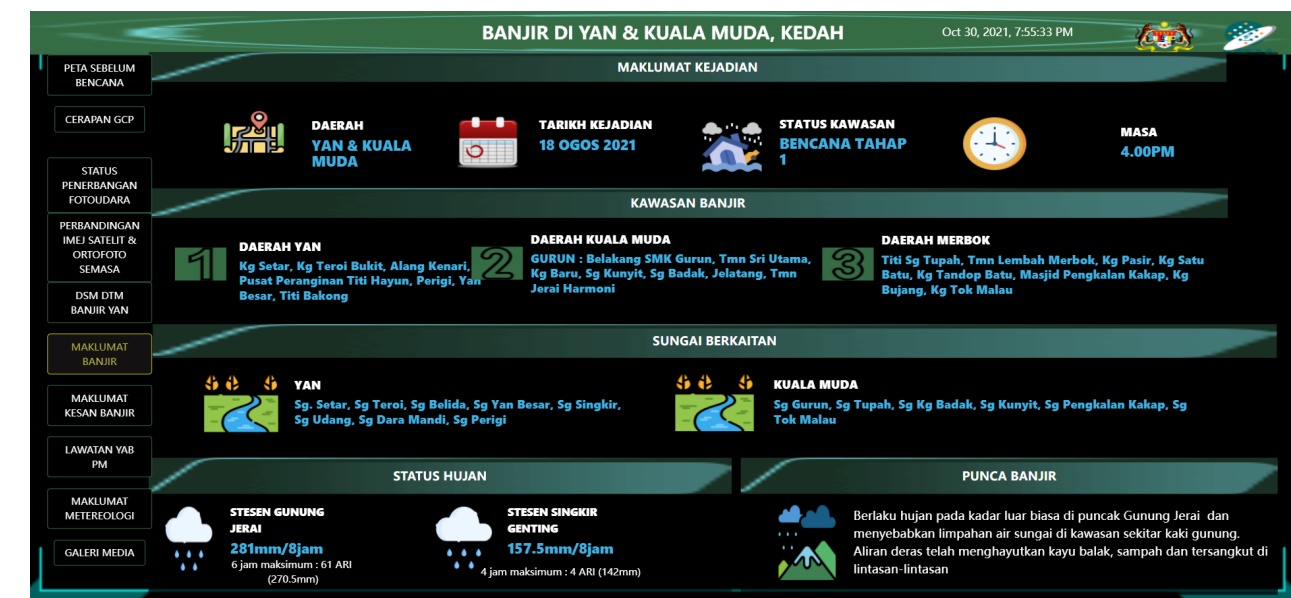 BANJIR DI YAN & KUALA MUDA, KEDAH
Oct 30, 2021, 7:55:33 PM
PETA SEBELUM
BENCANA
CERAPAN GCP
STATUS
PENERBANGAN
FOTOUDARA
PERBANDINGAN
IMEJ SATELIT &
ORTOFOTO
SEMASA
DSM DTM
BANJIR YAN
MAKLUMAT
BANJIR
MAKLUMAT
KESAN BANJIR
LAWATAN YAB
PM
MAKLUMAT
METEREOLOGI
GALERI MEDIA
MAKLUMAT KEJADIAN
DAERAH
YAN & KUALA
MUDA
TARIKH KEJADIAN
18 OGOS 2021
STATUS KAWASAN
BENCANA TAHAP
1
MASA
4.00PM
KAWASAN BANJIR
1
DAERAH YAN
Kg Setar, Kg Teroi Bukit, Alang Kenari,
Pusat Peranginan Titi Hayun, Perigi, Yan
Besar, Titi Bakong
2
DAERAH KUALA MUDA
GURUN : Belakang SMK Gurun, Tmn Sri Utama,
Kg Baru, Sg Kunyit, Sg Badak, Jelatang, Tmn
Jerai Harmoni
3
DAERAH MERBOK
Titi Sg Tupah, Tmn Lembah Merbok, Kg Pasir, Kg Satu
Batu, Kg Tandop Batu, Masjid Pengkalan Kakap, Kg
Bujang, Kg Tok Malau
SUNGAI BERKAITAN
YAN
Sg. Setar, Sg Teroi, Sg Belida, Sg Yan Besar, Sg Singkir,
Sg Udang, Sg Dara Mandi, Sg Perigi
KUALA MUDA
Sg Gurun, Sg Tupah, Sg Kg Badak, Sg Kunyit, Sg Pengkalan Kakap, Sg
Tok Malau
STATUS HUJAN
STESEN GUNUNG
JERAI
281mm/8jam
6 jam maksimum : 61 ARI
(270.5mm)
STESEN SINGKIR
GENTING
157.5mm/8jam
4 jam maksimum : 4 ARI (142mm)
PUNCA BANJIR
Berlaku hujan pada kadar luar biasa di puncak Gunung Jerai dan
menyebabkan limpahan air sungai di kawasan sekitar kaki gunung.
Aliran deras telah menghayutkan kayu balak, sampah dan tersangkut di
lintasan-lintasan